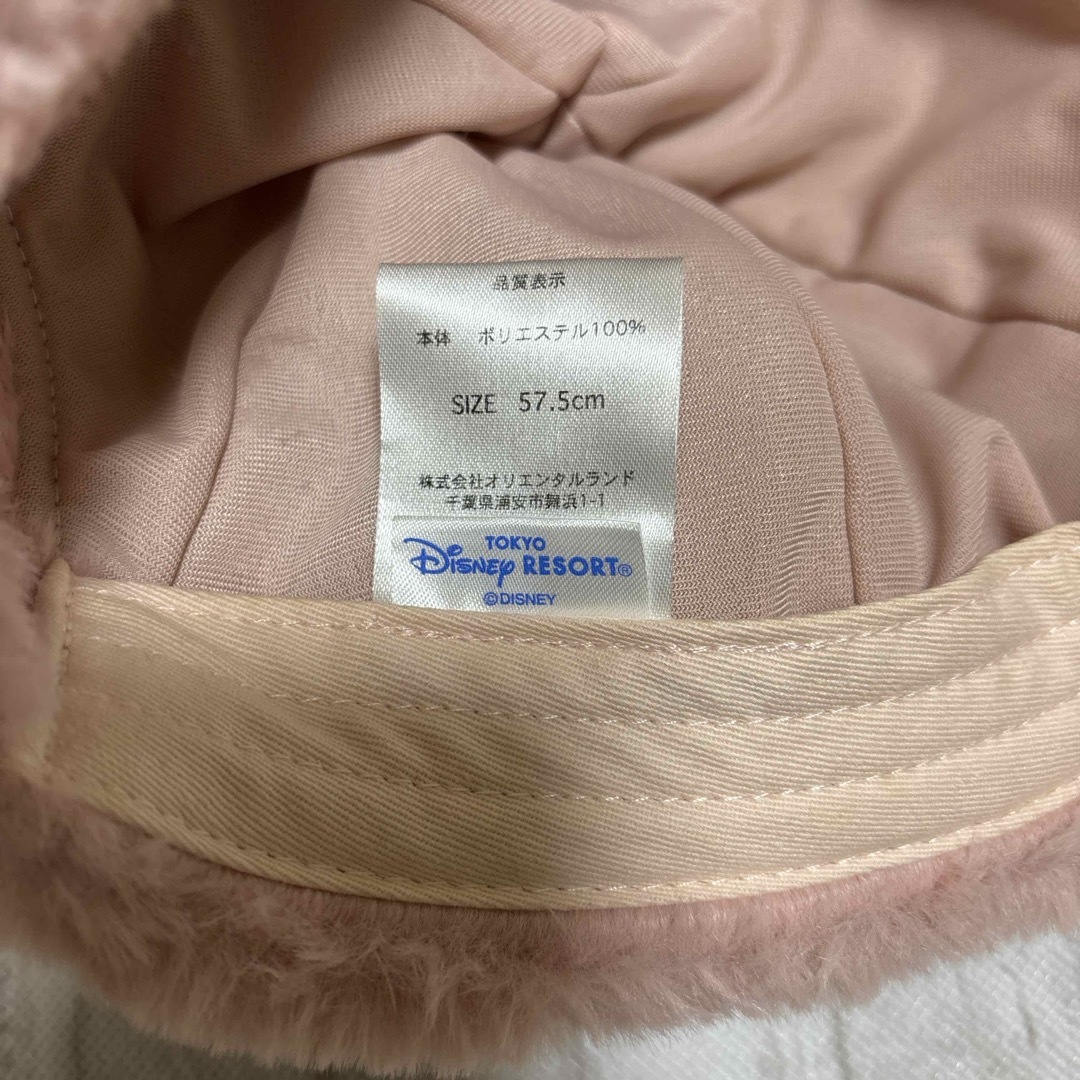 品質表示
本体 ポリエステル100%
SIZE 57.5cm
株式会社オリエンタルランド
千葉県浦安市舞浜1-1
TOKYO
Disney RESORT®
©DISNEY